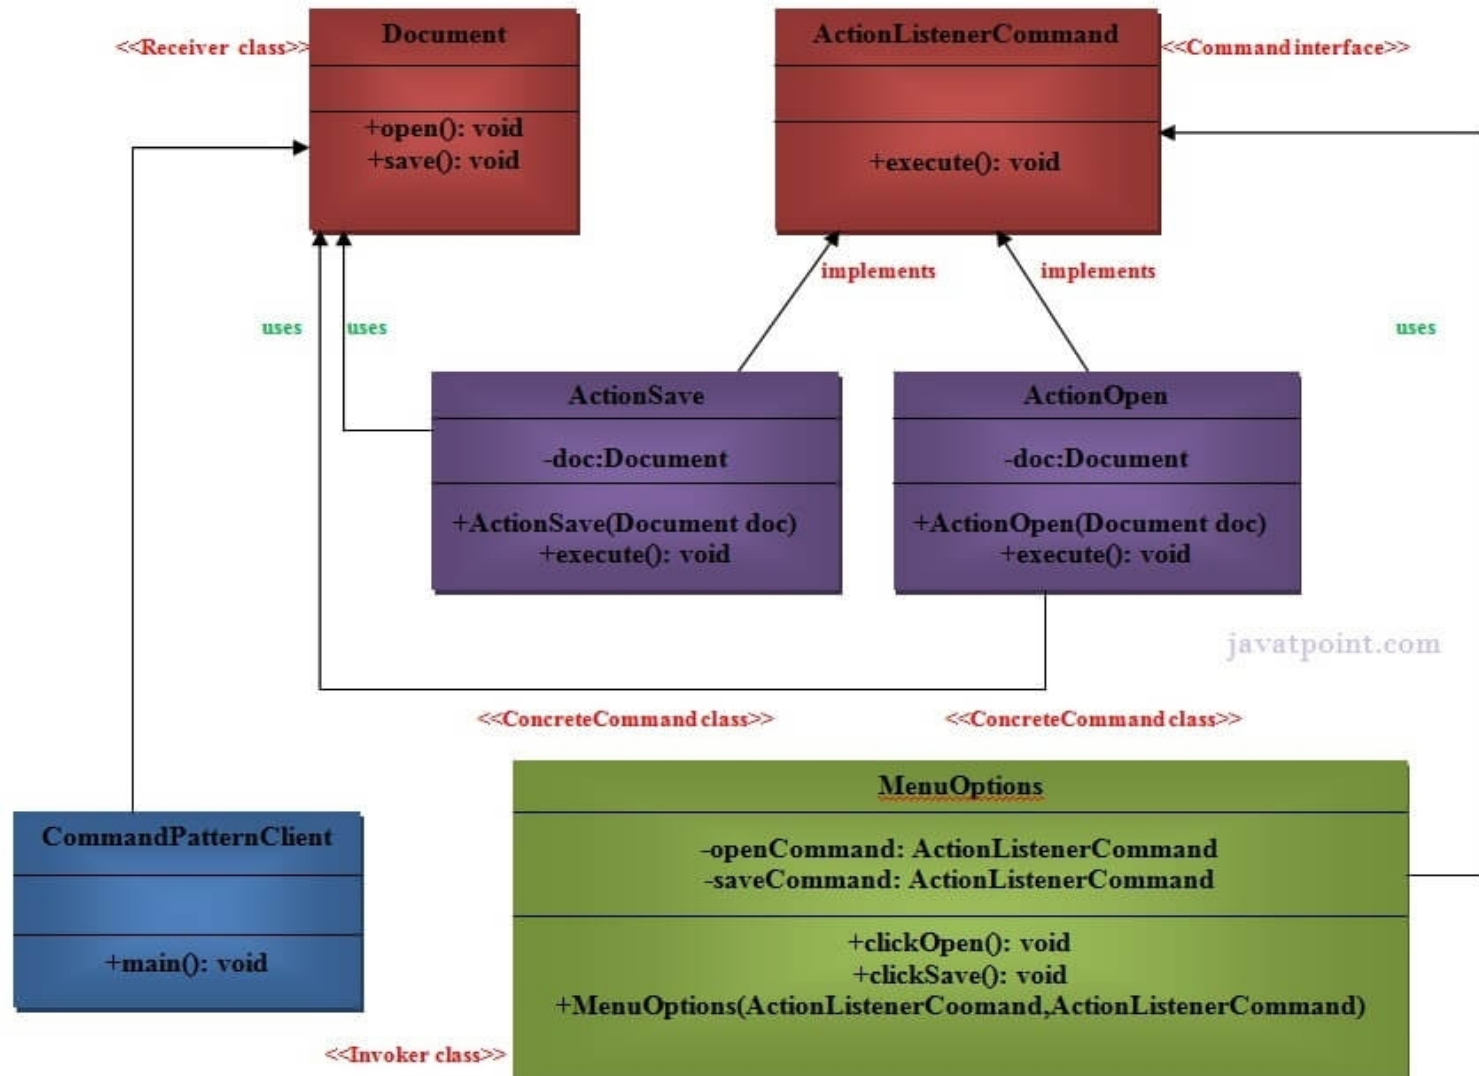 <<Receiver class>>
Document
+open(): void
+save(): void
ActionListenerCommand
<<Command interface>>
+execute(): void
implements
implements
uses
uses
uses
ActionSave
-doc:Document
+ActionSave(Document doc)
+execute(): void
ActionOpen
-doc:Document
+ActionOpen(Document doc)
+execute(): void
javatpoint.com
<<ConcreteCommand class>>
<<ConcreteCommand class>>
CommandPatternClient
+main(): void
MenuOptions
-openCommand: ActionListenerCommand
-saveCommand: ActionListenerCommand
+clickOpen(): void
+clickSave(): void
+MenuOptions(ActionListenerCoomand,ActionListenerCommand)
<<Invoker class>>